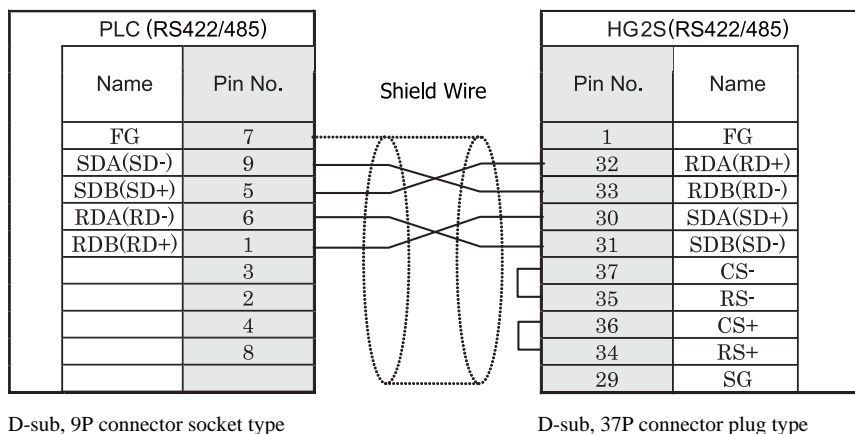 PLC (RS422/485) HG2S(RS422/485)
Name Pin No. Shield Wire Pin No. Name
FG 7 1 FG
SDA(SD-) 9 32 RDA(RD+)
SDB(SD+) 5 33 RDB(RD-)
RDA(RD-) 6 30 SDA(SD+)
RDB(RD+) 1 31 SDB(SD-)
3 37 CS-
2 35 RS-
4 36 CS+
8 34 RS+
29 SG
D-sub, 9P connector socket type D-sub, 37P connector plug type